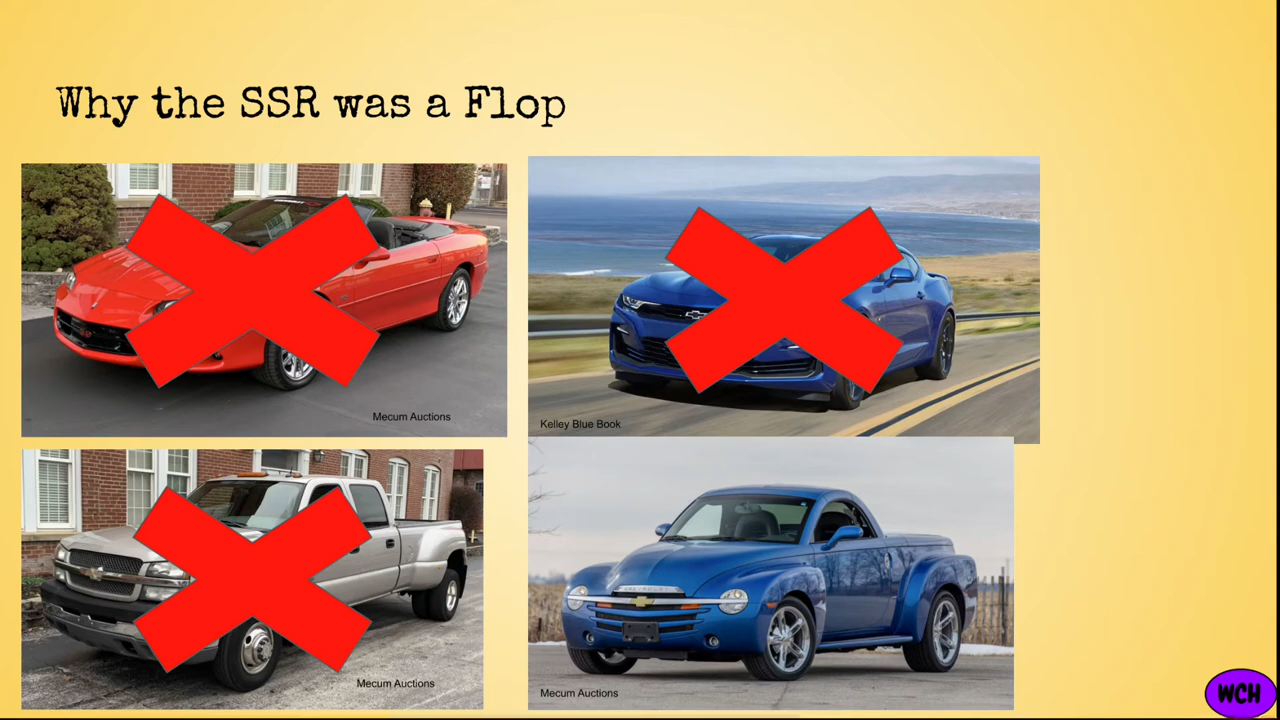 Why the SSR was a Flop
Mecum Auctions
Kelley Blue Book
Mecum Auctions
Mecum Auctions
WCH